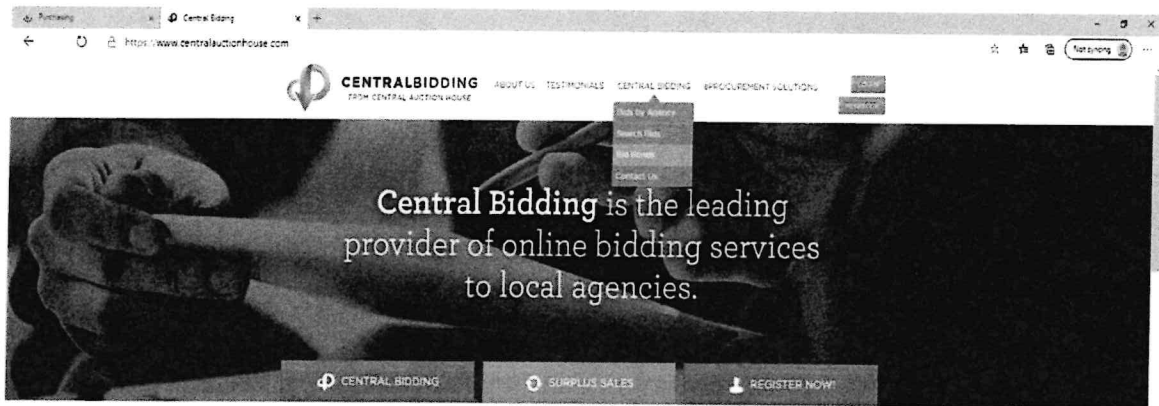 Purchasing
Central Bidding
https://www.centralauctionhouse.com
Not syncing
CENTRALBIDDING
FROM CENTRAL AUCTION HOUSE
ABOUT US TESTIMONIALS CENTRAL BIDDING EPROCUREMENT SOLUTIONS
LOGIN
REGISTER
Bids by Agency
Search Bids
Bid Bonds
Contact Us
Central Bidding is the leading
provider of online bidding services
to local agencies.
CENTRAL BIDDING
SURPLUS SALES
REGISTER NOW!